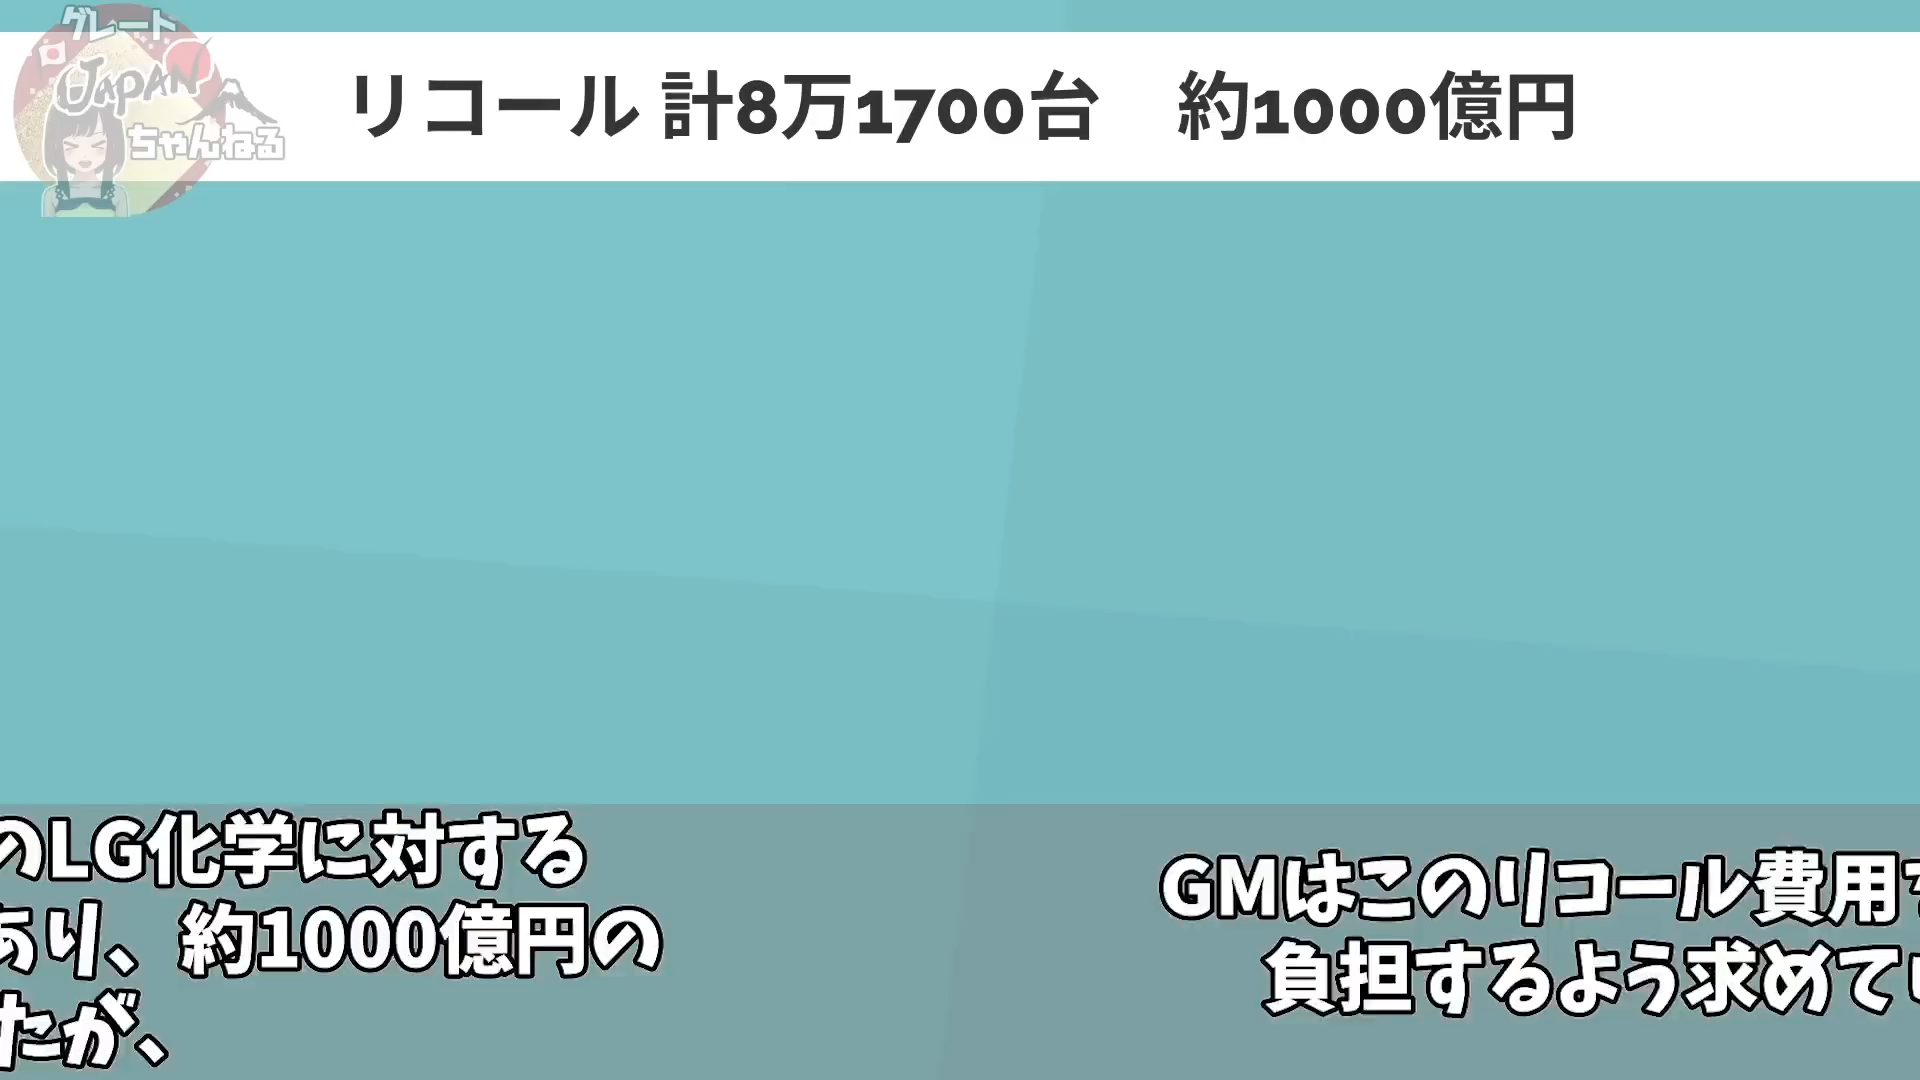 グレート
JAPAN
ちゃんねる
リコール 計8万1700台　約1000億円
のLG化学に対する
あり、約1000億円の
たが、
GMはこのリコール費用
負担するよう求めてい